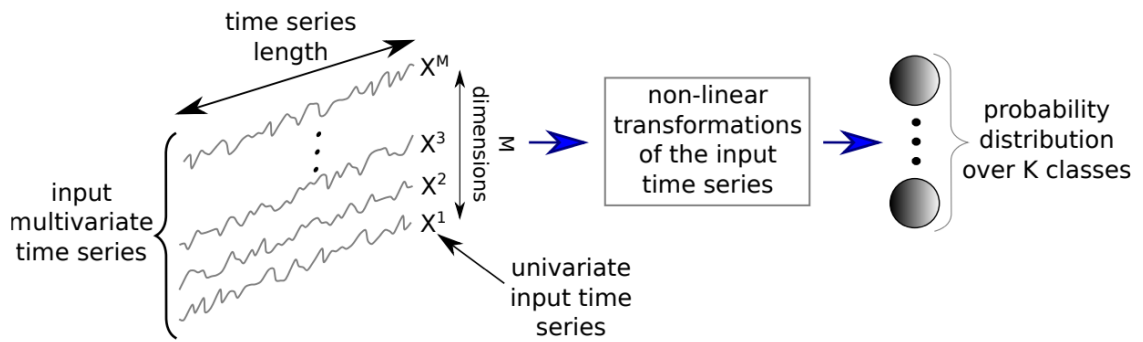 time series
length
X^M
X^3
X^2
X^1
M
dimensions
input
multivariate
time series
univariate
input time
series
non-linear
transformations
of the input
time series
probability
distribution
over K classes